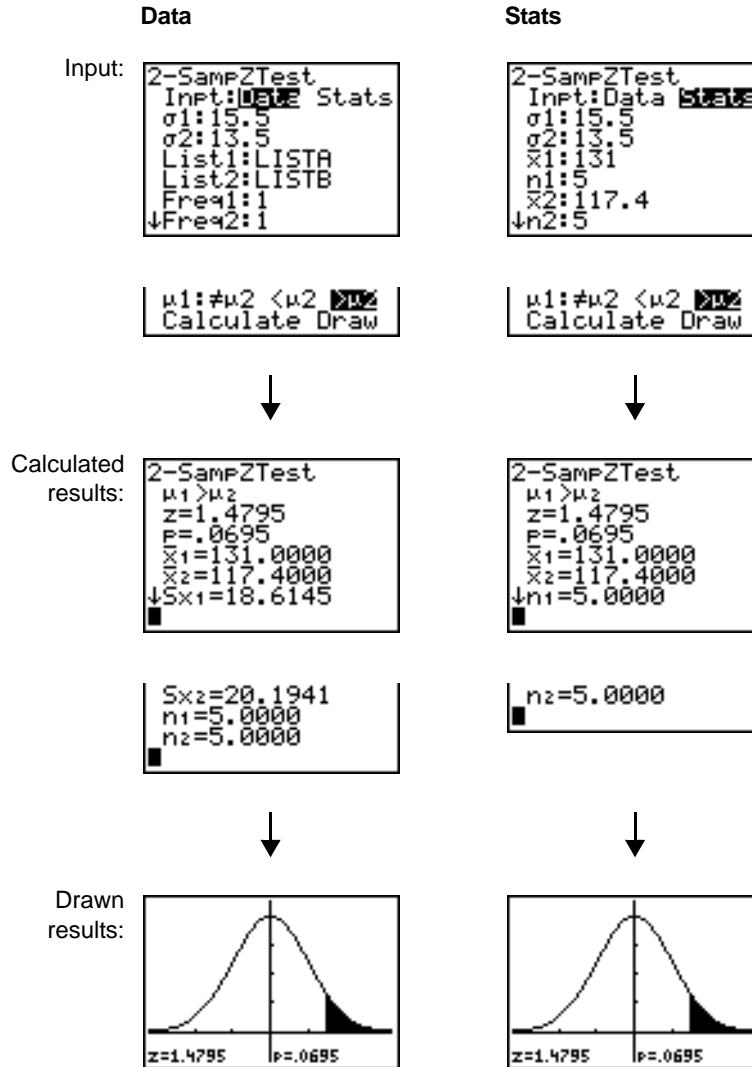 Data
Stats
Input:
2-SampZTest
Inpt:Data Stats
σ1:15.5
σ2:13.5
List1:LISTA
List2:LISTB
Freq1:1
↓Freq2:1
2-SampZTest
Inpt:Data Stats
σ1:15.5
σ2:13.5
x̄1:131
n1:5
x̄2:117.4
↓n2:5
μ1:≠μ2 <μ2 >μ2
Calculate Draw
μ1:≠μ2 <μ2 >μ2
Calculate Draw
Calculated
results:
2-SampZTest
μ1>μ2
z=1.4795
p=.0695
x̄1=131.0000
x̄2=117.4000
↓Sx1=18.6145
2-SampZTest
μ1>μ2
z=1.4795
p=.0695
x̄1=131.0000
x̄2=117.4000
↓n1=5.0000
Sx2=20.1941
n1=5.0000
n2=5.0000
n2=5.0000
Drawn
results:
z=1.4795 p=.0695
z=1.4795 p=.0695